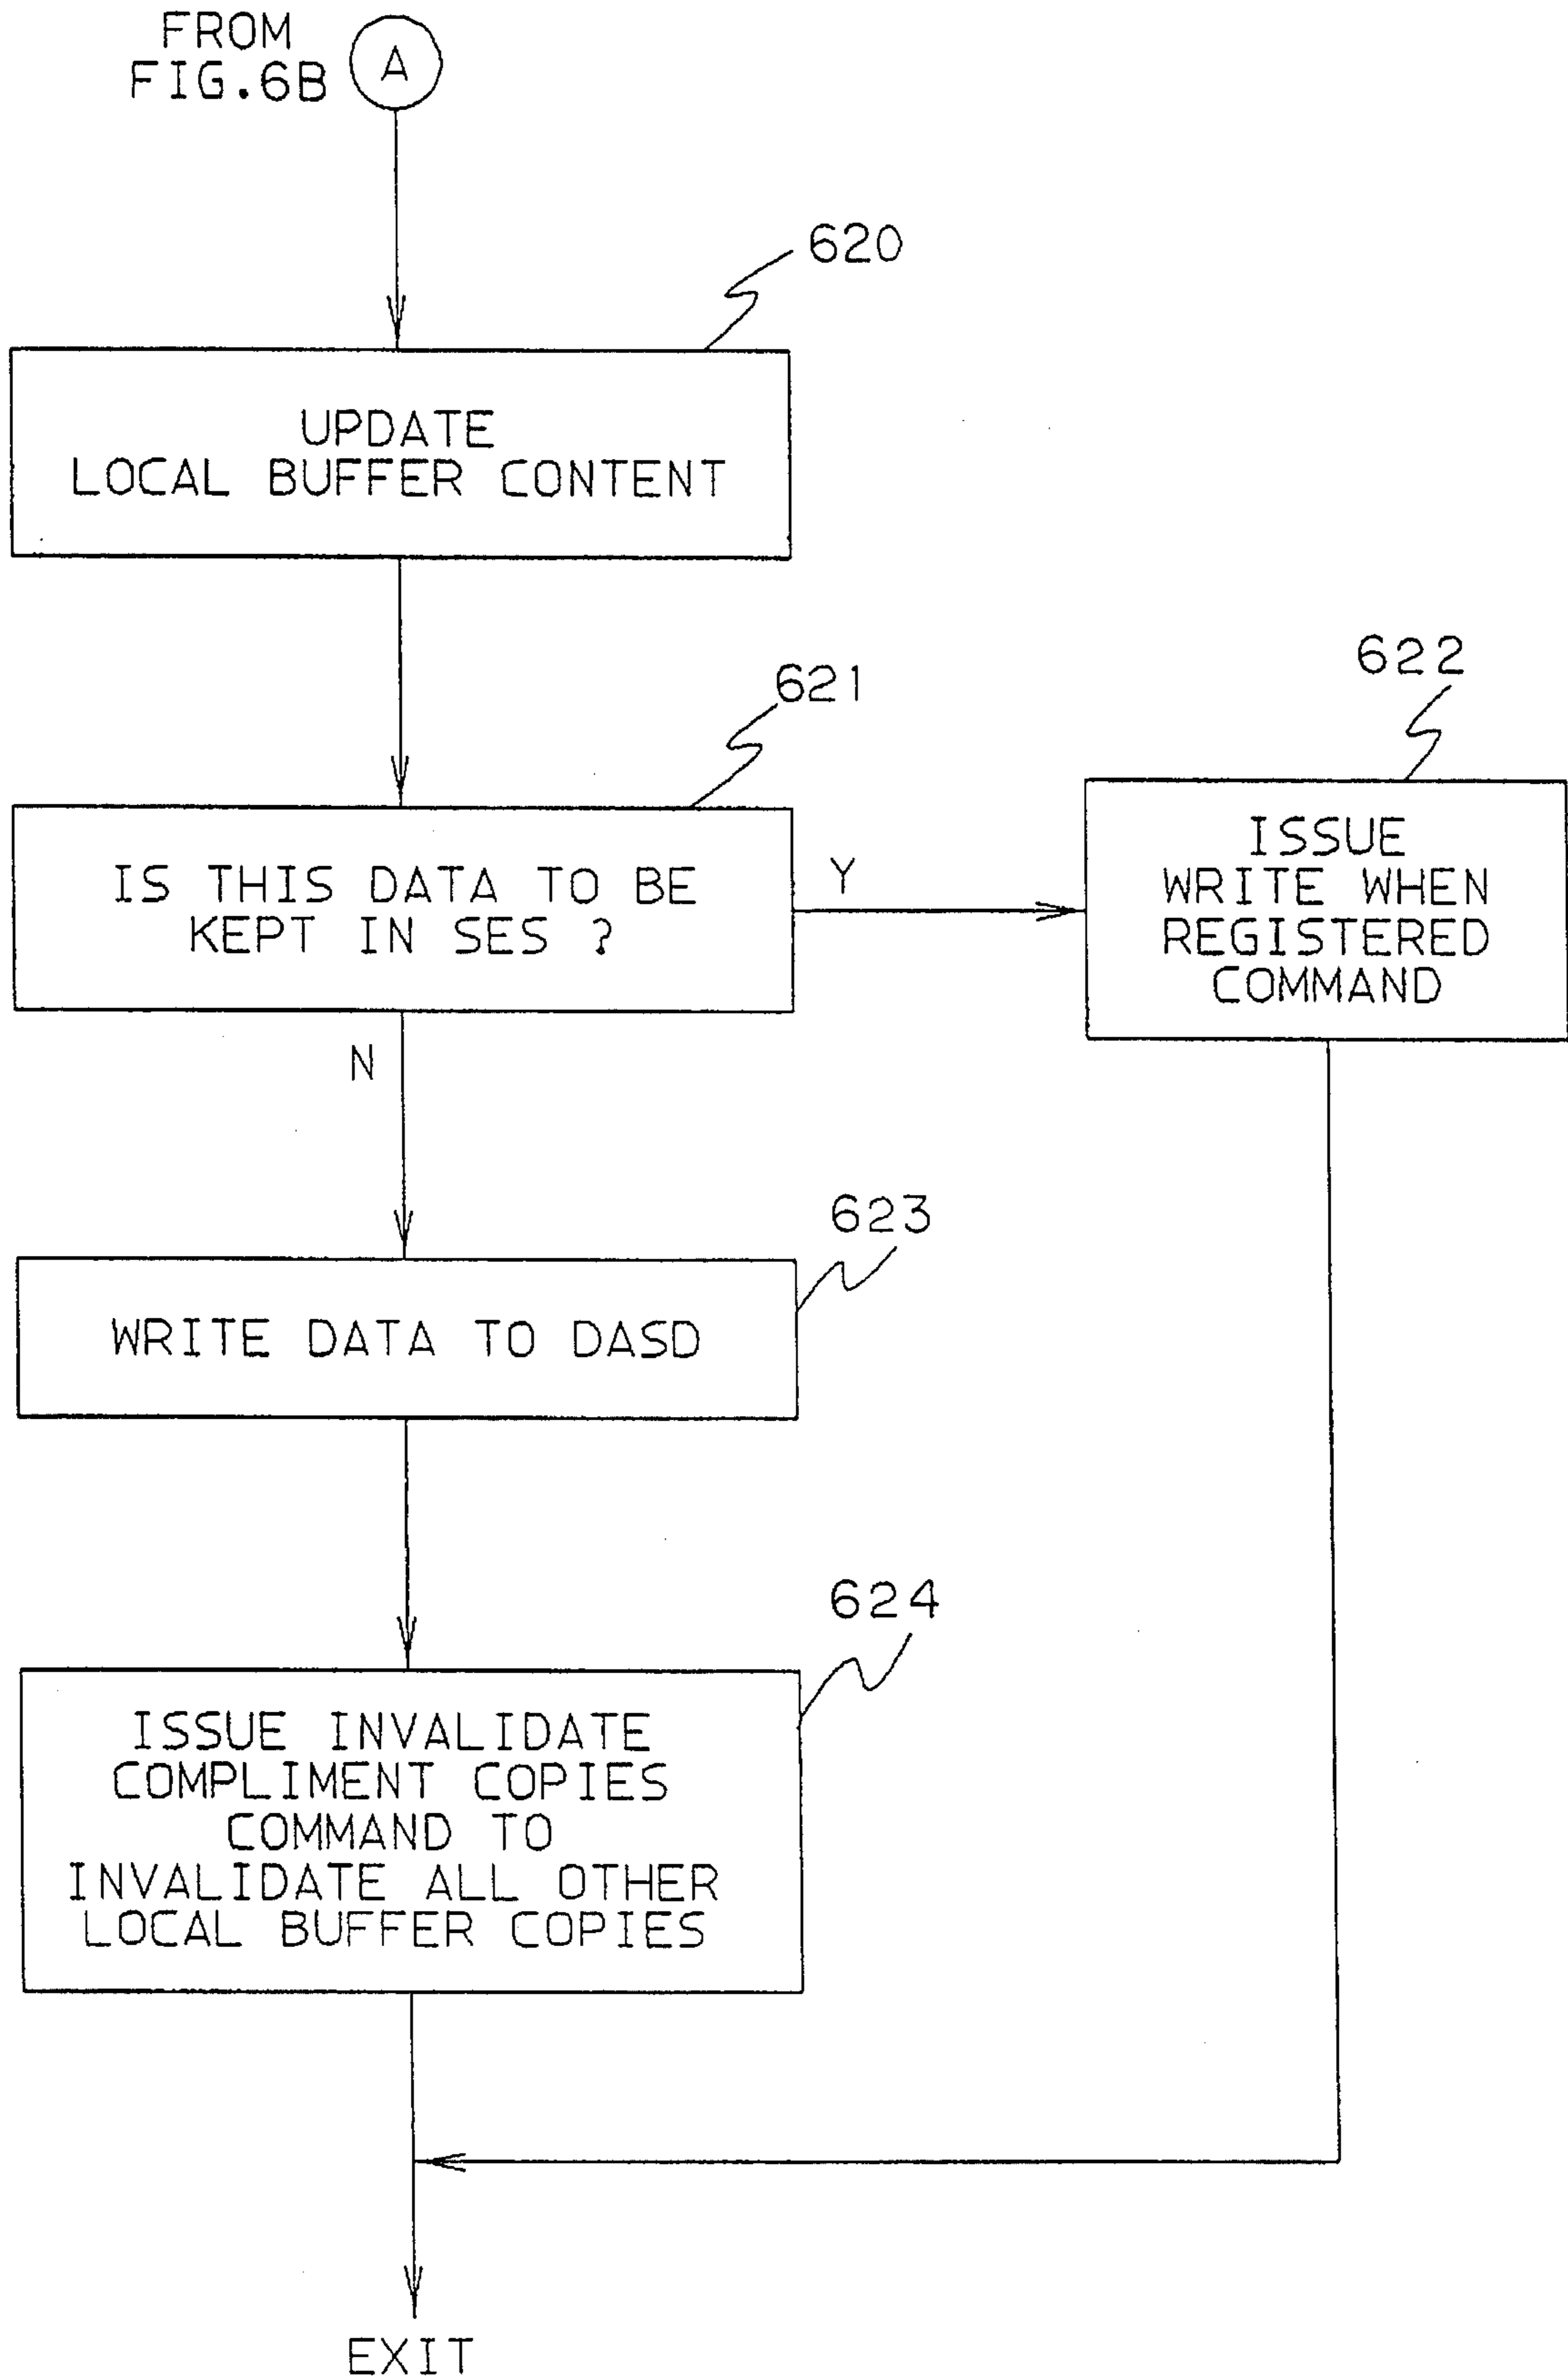 FROM
FIG.6B
A
620
UPDATE
LOCAL BUFFER CONTENT
621
IS THIS DATA TO BE
KEPT IN SES ?
Y
622
ISSUE
WRITE WHEN
REGISTERED
COMMAND
N
623
WRITE DATA TO DASD
624
ISSUE INVALIDATE
COMPLIMENT COPIES
COMMAND TO
INVALIDATE ALL OTHER
LOCAL BUFFER COPIES
EXIT